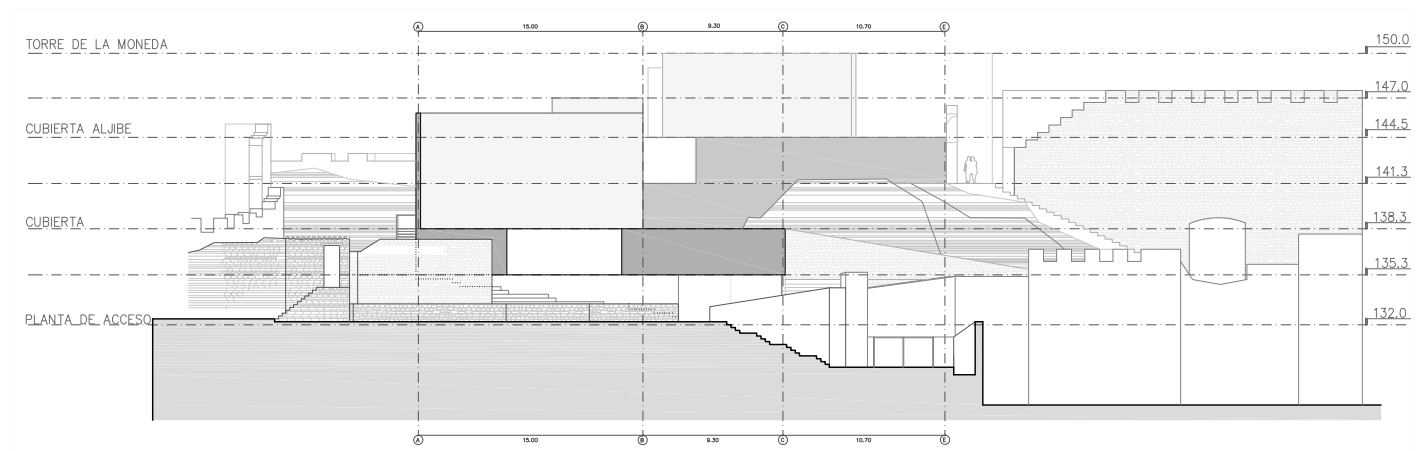 A B C E
15.00 9.30 10.70
TORRE DE LA MONEDA 150.0
147.0
CUBIERTA ALJIBE 144.5
141.3
CUBIERTA 138.3
135.3
PLANTA DE ACCESO 132.0
A 15.00 B 9.30 C 10.70 E